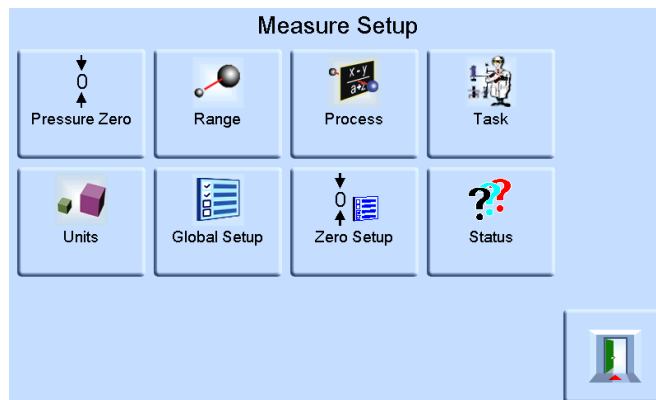 Measure Setup
0
Pressure Zero
Range
x-y
a+z
Process
Task
Units
Global Setup
0
Zero Setup
???
Status